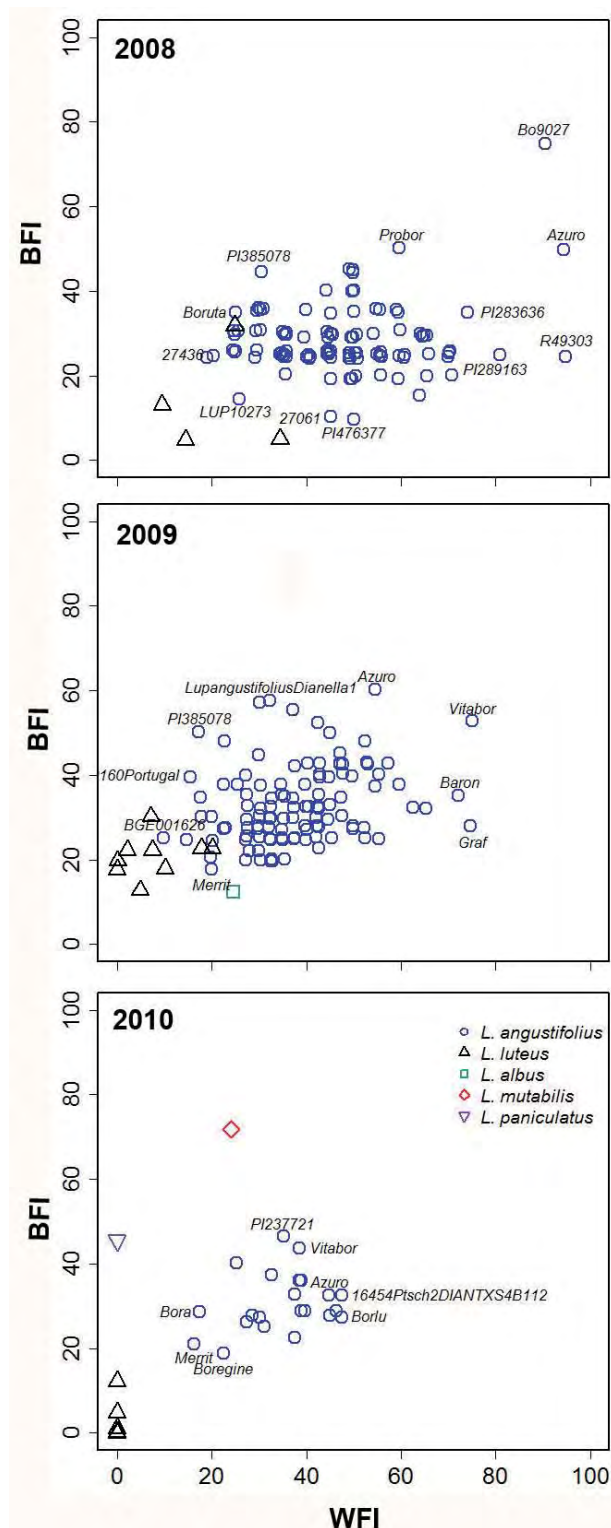 2008
100
80
60
40
20
0
BFI
Bo9027
Probor
Azuro
PI385078
Boruta
PI283636
27436
R49303
PI289163
LUP10273
27061
PI476377
2009
100
80
60
40
20
0
BFI
LupangustifoliusDianella1
Azuro
PI385078
Vitabor
160Portugal
Baron
BGE001626
Graf
Merrit
2010
100
80
60
40
20
0
BFI
L. angustifolius
L. luteus
L. albus
L. mutabilis
L. paniculatus
PI237721
Vitabor
Azuro
16454Ptsch2DIANTXS4B112
Bora
Borlu
Merrit
Boregine
0 20 40 60 80 100
WFI